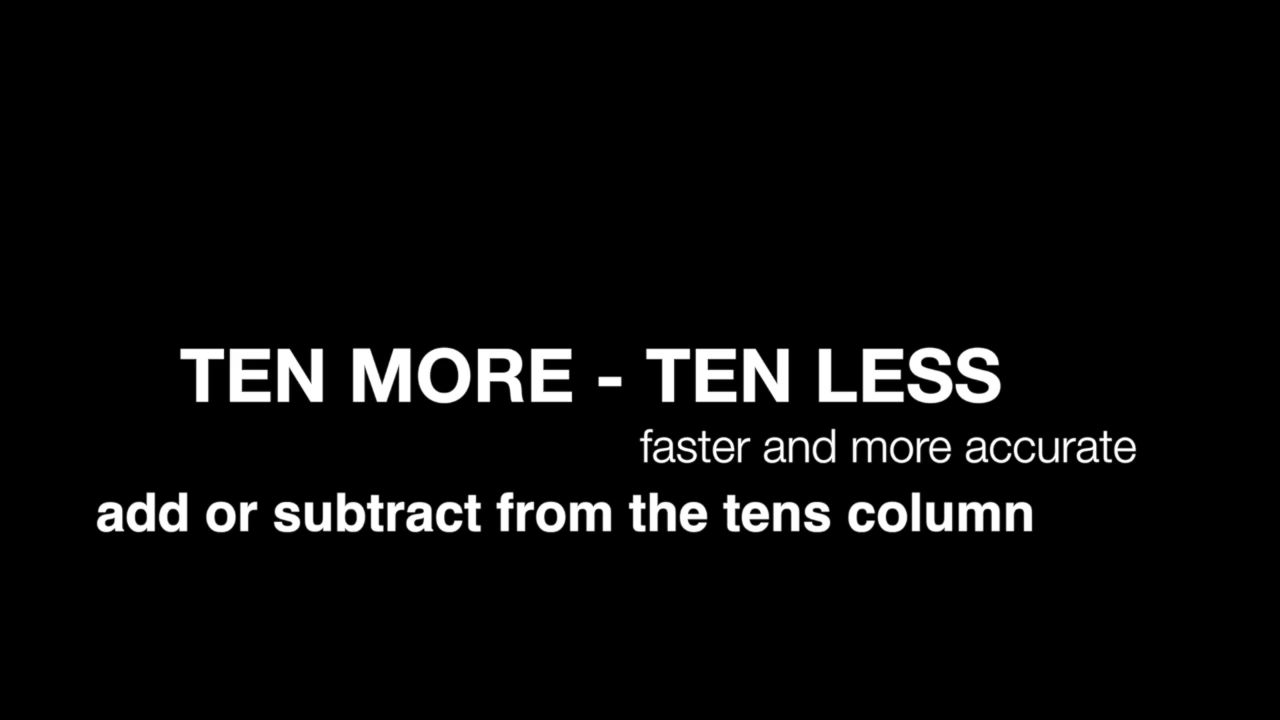 TEN MORE - TEN LESS
faster and more accurate
add or subtract from the tens column